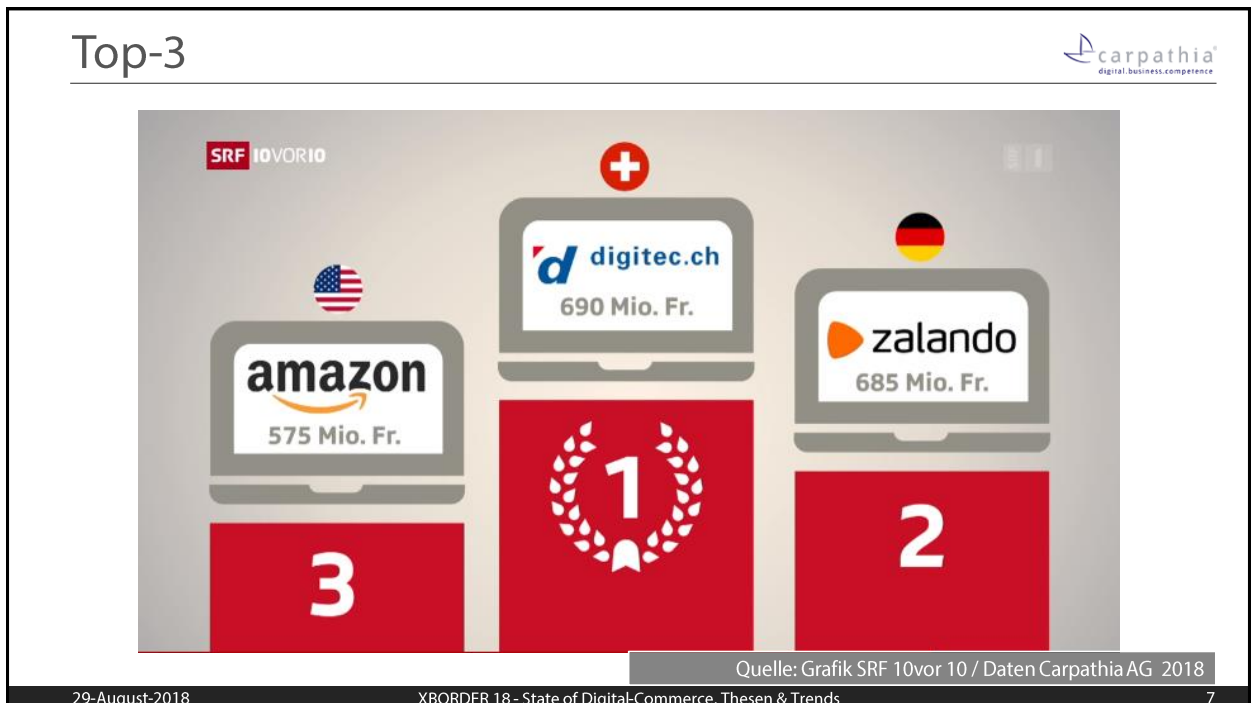 Top-3
carpathia
digital.business.competence
SRF 10VOR10
SRF 1
digitec.ch
690 Mio. Fr.
zalando
685 Mio. Fr.
amazon
575 Mio. Fr.
1
2
3
Quelle: Grafik SRF 10vor 10 / Daten Carpathia AG 2018
29-August-2018
XBORDER 18 - State of Digital-Commerce, Thesen & Trends
7